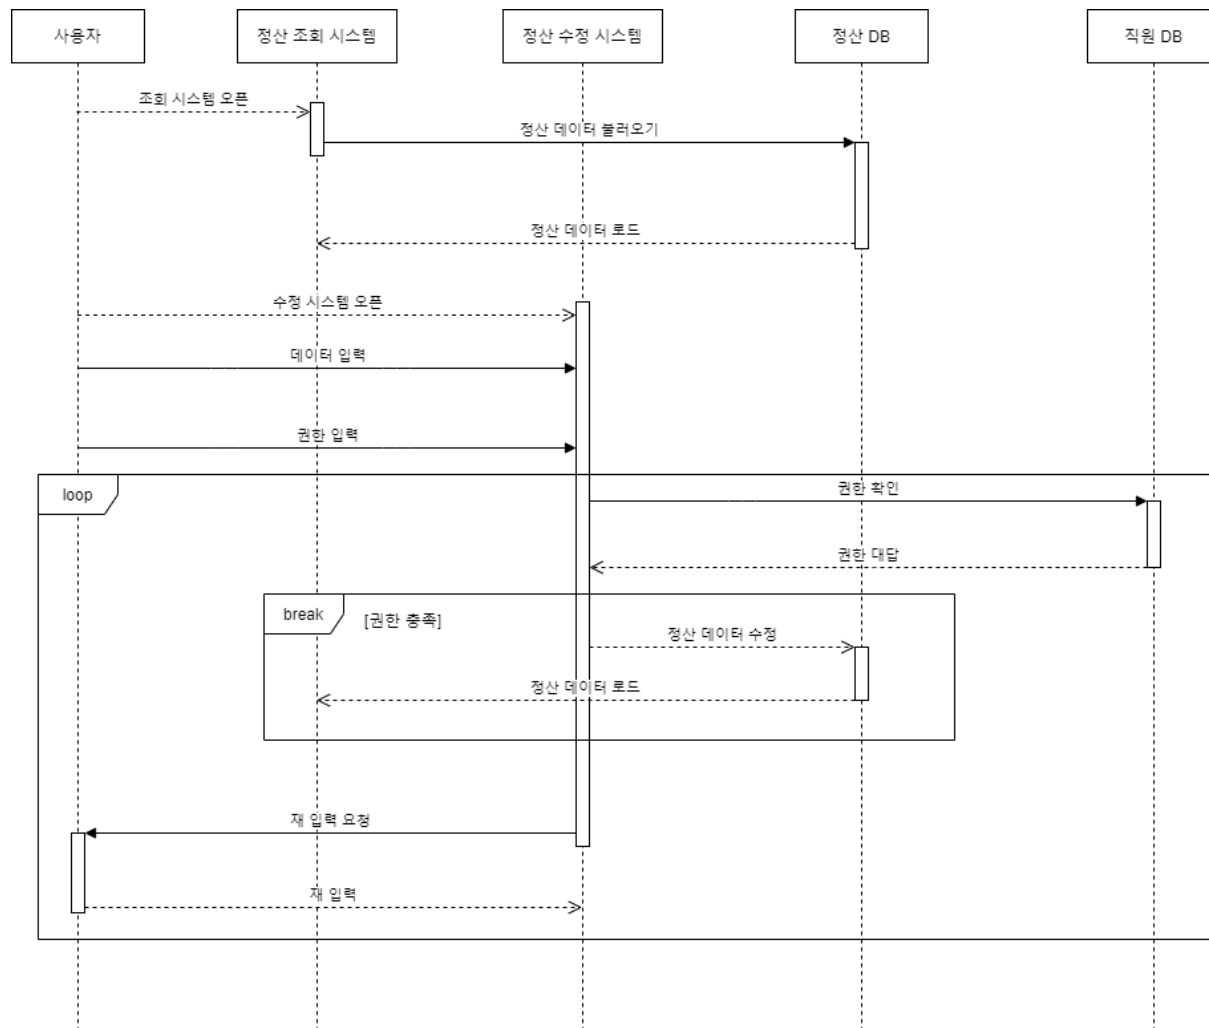 사용자
정산 조회 시스템
정산 수정 시스템
정산 DB
직원 DB
조회 시스템 오픈
정산 데이터 불러오기
정산 데이터 로드
수정 시스템 오픈
데이터 입력
권한 입력
loop
권한 확인
권한 대답
break
[권한 충족]
정산 데이터 수정
정산 데이터 로드
재 입력 요청
재 입력